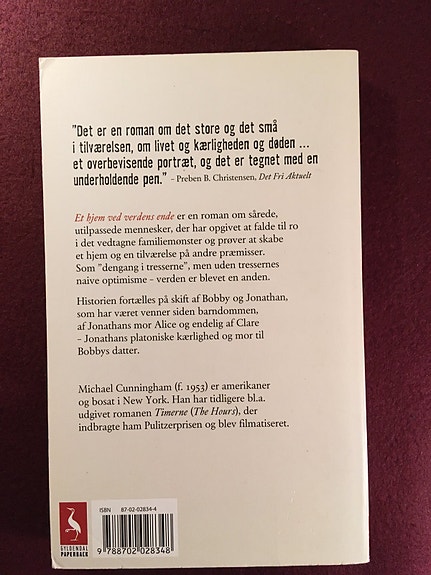 "Det er en roman om det store og det små
i tilværelsen, om livet og kærligheden og døden ...
et overbevisende portræt, og det er tegnet med en
underholdende pen." – Preben B. Christensen, Det Fri Aktuelt
Et hjem ved verdens ende er en roman om sårede,
utilpassede mennesker, der har opgivet at falde til ro
i det vedtagne familiemønster og prøver at skabe
et hjem og en tilværelse på andre præmisser.
Som "dengang i tresserne", men uden tressernes
naive optimisme – verden er blevet en anden.
Historien fortælles på skift af Bobby og Jonathan,
som har været venner siden barndommen,
af Jonathans mor Alice og endelig af Clare
– Jonathans platoniske kærlighed og mor til
Bobbys datter.
Michael Cunningham (f. 1953) er amerikaner
og bosat i New York. Han har tidligere bl.a.
udgivet romanen Timerne (The Hours), der
indbragte ham Pulitzerprisen og blev filmatiseret.
ISBN 87-02-02834-4
9 788702 028348
GYLDENDAL
PAPERBACK